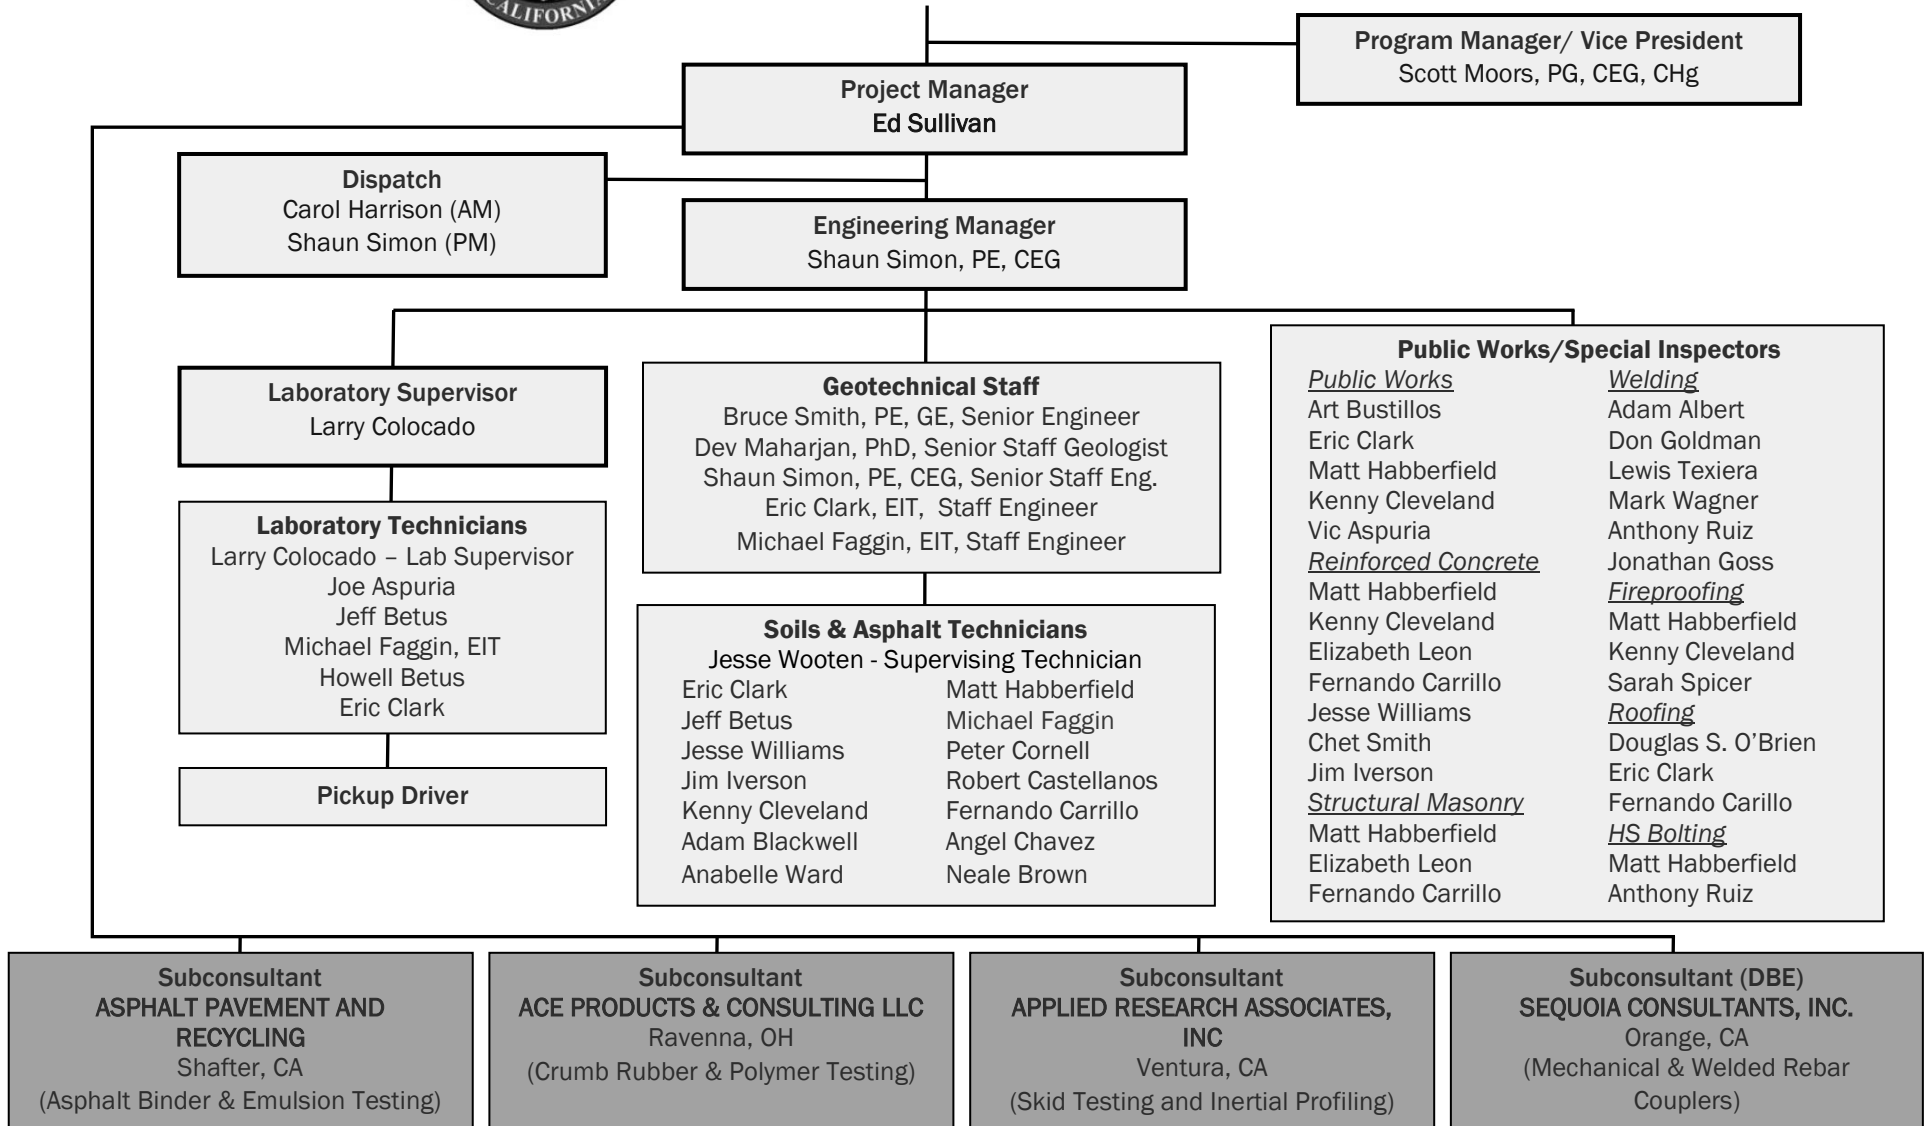 CALIFORNIA
Program Manager/ Vice President
Scott Moors, PG, CEG, CHg
Project Manager
Ed Sullivan
Dispatch
Carol Harrison (AM)
Shaun Simon (PM)
Engineering Manager
Shaun Simon, PE, CEG
Laboratory Supervisor
Larry Colocado
Laboratory Technicians
Larry Colocado – Lab Supervisor
Joe Aspuria
Jeff Betus
Michael Faggin, EIT
Howell Betus
Eric Clark
Pickup Driver
Geotechnical Staff
Bruce Smith, PE, GE, Senior Engineer
Dev Maharjan, PhD, Senior Staff Geologist
Shaun Simon, PE, CEG, Senior Staff Eng.
Eric Clark, EIT, Staff Engineer
Michael Faggin, EIT, Staff Engineer
Soils & Asphalt Technicians
Jesse Wooten - Supervising Technician
Eric Clark
Jeff Betus
Jesse Williams
Jim Iverson
Kenny Cleveland
Adam Blackwell
Anabelle Ward
Matt Habberfield
Michael Faggin
Peter Cornell
Robert Castellanos
Fernando Carrillo
Angel Chavez
Neale Brown
Public Works/Special Inspectors
Public Works
Art Bustillos
Eric Clark
Matt Habberfield
Kenny Cleveland
Vic Aspuria
Reinforced Concrete
Matt Habberfield
Kenny Cleveland
Elizabeth Leon
Fernando Carrillo
Jesse Williams
Chet Smith
Jim Iverson
Structural Masonry
Matt Habberfield
Elizabeth Leon
Fernando Carrillo
Welding
Adam Albert
Don Goldman
Lewis Texiera
Mark Wagner
Anthony Ruiz
Jonathan Goss
Fireproofing
Matt Habberfield
Kenny Cleveland
Sarah Spicer
Roofing
Douglas S. O’Brien
Eric Clark
Fernando Carillo
HS Bolting
Matt Habberfield
Anthony Ruiz
Subconsultant
ASPHALT PAVEMENT AND
RECYCLING
Shafter, CA
(Asphalt Binder & Emulsion Testing)
Subconsultant
ACE PRODUCTS & CONSULTING LLC
Ravenna, OH
(Crumb Rubber & Polymer Testing)
Subconsultant
APPLIED RESEARCH ASSOCIATES,
INC
Ventura, CA
(Skid Testing and Inertial Profiling)
Subconsultant (DBE)
SEQUOIA CONSULTANTS, INC.
Orange, CA
(Mechanical & Welded Rebar
Couplers)